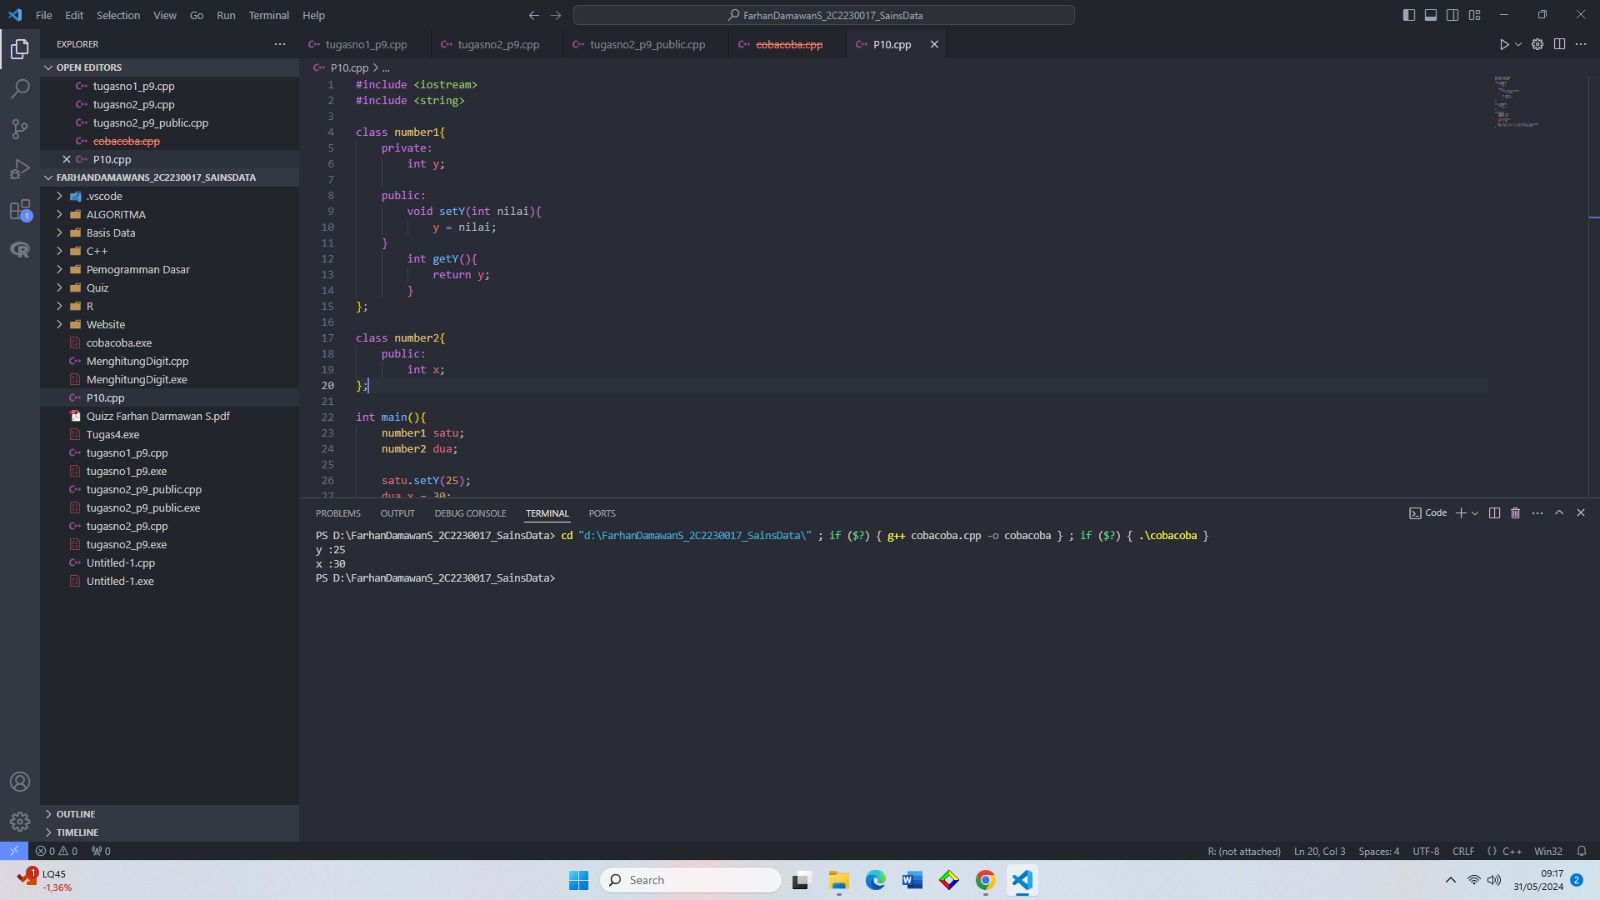 File Edit Selection View Go Run Terminal Help
FarhanDamawanS_2C2230017_SainsData
EXPLORER
OPEN EDITORS
tugasno1_p9.cpp
tugasno2_p9.cpp
tugasno2_p9_public.cpp
cobacoba.cpp
P10.cpp
FARHANDAMAWANS_2C2230017_SAINSDATA
.vscode
ALGORITMA
Basis Data
C++
Pemogramman Dasar
Quiz
R
Website
cobacoba.exe
MenghitungDigit.cpp
MenghitungDigit.exe
P10.cpp
Quizz Farhan Darmawan S.pdf
Tugas4.exe
tugasno1_p9.cpp
tugasno1_p9.exe
tugasno2_p9_public.cpp
tugasno2_p9_public.exe
tugasno2_p9.cpp
tugasno2_p9.exe
Untitled-1.cpp
Untitled-1.exe
OUTLINE
TIMELINE
tugasno1_p9.cpp tugasno2_p9.cpp tugasno2_p9_public.cpp cobacoba.cpp P10.cpp
P10.cpp > ...
1 #include <iostream>
2 #include <string>
3
4 class number1{
5 private:
6 int y;
7
8 public:
9 void setY(int nilai){
10 y = nilai;
11 }
12 int getY(){
13 return y;
14 }
15 };
16
17 class number2{
18 public:
19 int x;
20 };
21
22 int main(){
23 number1 satu;
24 number2 dua;
25
26 satu.setY(25);
27 dua.x = 30;
PROBLEMS OUTPUT DEBUG CONSOLE TERMINAL PORTS
Code
PS D:\FarhanDamawanS_2C2230017_SainsData> cd "d:\FarhanDamawanS_2C2230017_SainsData\" ; if ($?) { g++ cobacoba.cpp -o cobacoba } ; if ($?) { .\cobacoba }
y :25
x :30
PS D:\FarhanDamawanS_2C2230017_SainsData>
0 0 0
R: (not attached) Ln 20, Col 3 Spaces: 4 UTF-8 CRLF {} C++ Win32
1
LQ45
-1,36%
Search
09:17
31/05/2024
2